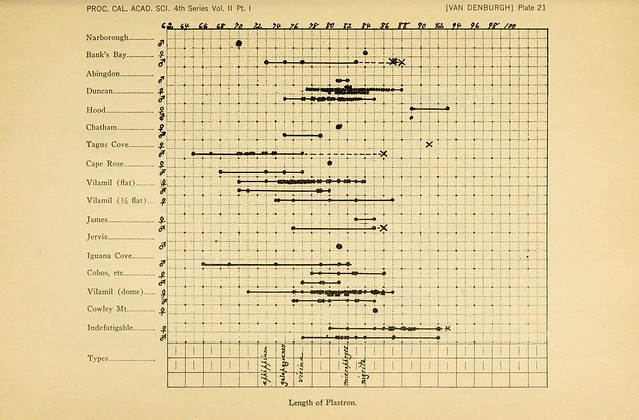 PROC. CAL. ACAD. SCI. 4th Series Vol. II Pt. I [VAN DENBURGH] Plate 21
62 64 66 68 70 72 74 76 78 80 82 84 86 88 90 92 94 96 98 100
Narborough
♂
Bank's Bay
♀
♂
Abingdon
♂
Duncan
♀
♂
Hood
♀
♂
Chatham
♀
♂
Tagus Cove
♀
♂
Cape Rose
♀
♂
Vilamil (flat)
♀
♂
Vilamil (½ flat)
♀
James
♀
♂
Jervis
♂
Iguana Cove
♂
Cobos, etc.
♀
♂
Vilamil (dome)
♀
♂
Cowley Mt.
♀
Indefatigable
♀
♂
Types
ephippium
galapagoensis
vicina
microphyes
nigrita
Length of Plastron.